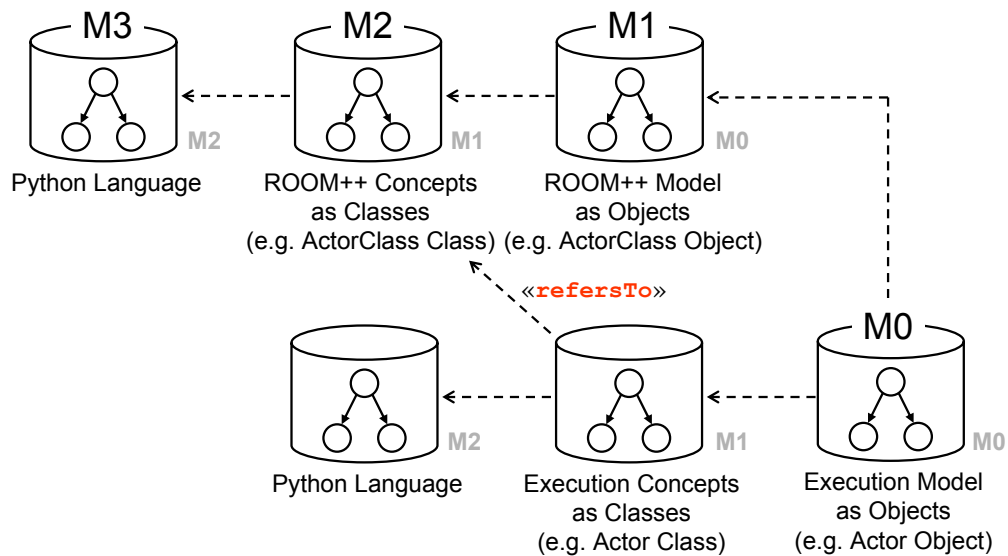 M3
M2
M1
M2
M1
M0
Python Language
ROOM++ Concepts
as Classes
(e.g. ActorClass Class)
ROOM++ Model
as Objects
(e.g. ActorClass Object)
«refersTo»
M0
M2
M1
M0
Python Language
Execution Concepts
as Classes
(e.g. Actor Class)
Execution Model
as Objects
(e.g. Actor Object)